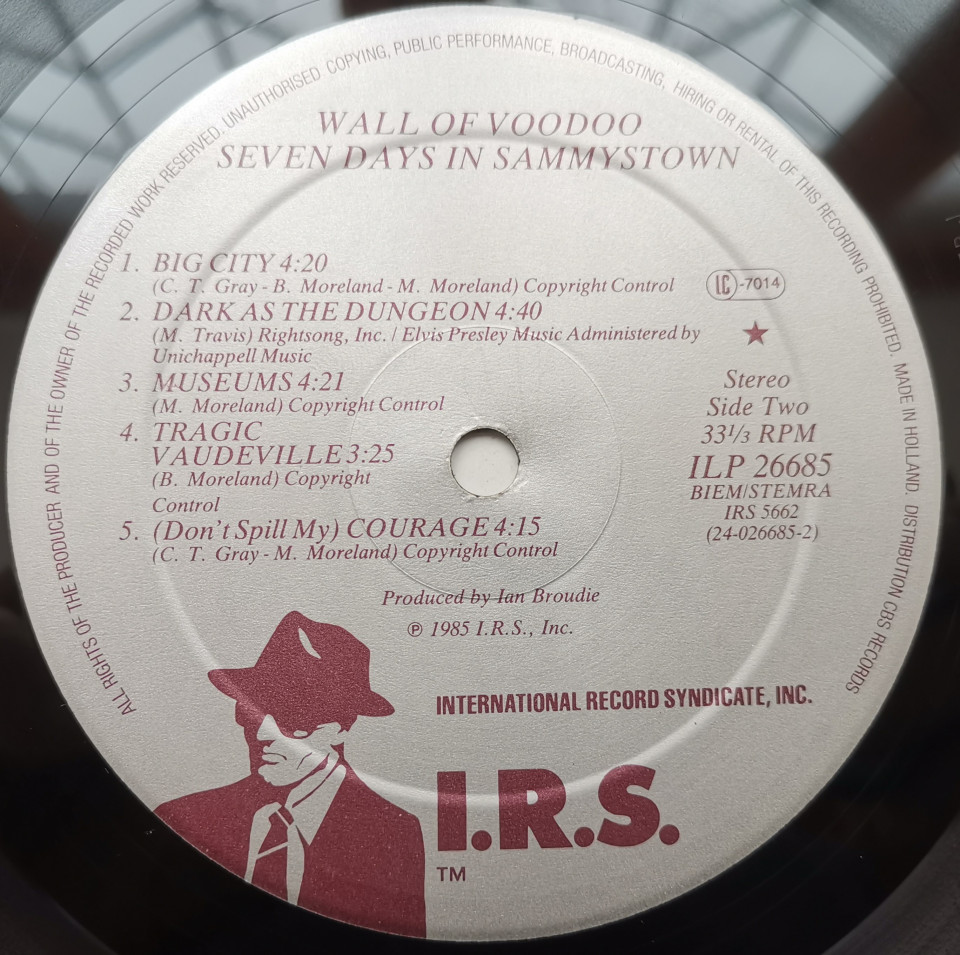 ALL RIGHTS OF THE PRODUCER AND OF THE OWNER OF THE RECORDED WORK RESERVED. UNAUTHORISED COPYING, PUBLIC PERFORMANCE, BROADCASTING, HIRING OR RENTAL OF THIS RECORDING PROHIBITED. MADE IN HOLLAND. DISTRIBUTION CBS RECORDS
WALL OF VOODOO
SEVEN DAYS IN SAMMYSTOWN
1. BIG CITY 4:20
(C. T. Gray - B. Moreland - M. Moreland) Copyright Control
2. DARK AS THE DUNGEON 4:40
(M. Travis) Rightsong, Inc. / Elvis Presley Music Administered by
Unichappell Music
3. MUSEUMS 4:21
(M. Moreland) Copyright Control
4. TRAGIC
VAUDEVILLE 3:25
(B. Moreland) Copyright
Control
5. (Don't Spill My) COURAGE 4:15
(C. T. Gray - M. Moreland) Copyright Control
LC-7014
Stereo
Side Two
33 1/3 RPM
ILP 26685
BIEM/STEMRA
IRS 5662
(24-026685-2)
Produced by Ian Broudie
℗ 1985 I.R.S., Inc.
INTERNATIONAL RECORD SYNDICATE, INC.
I.R.S.
TM